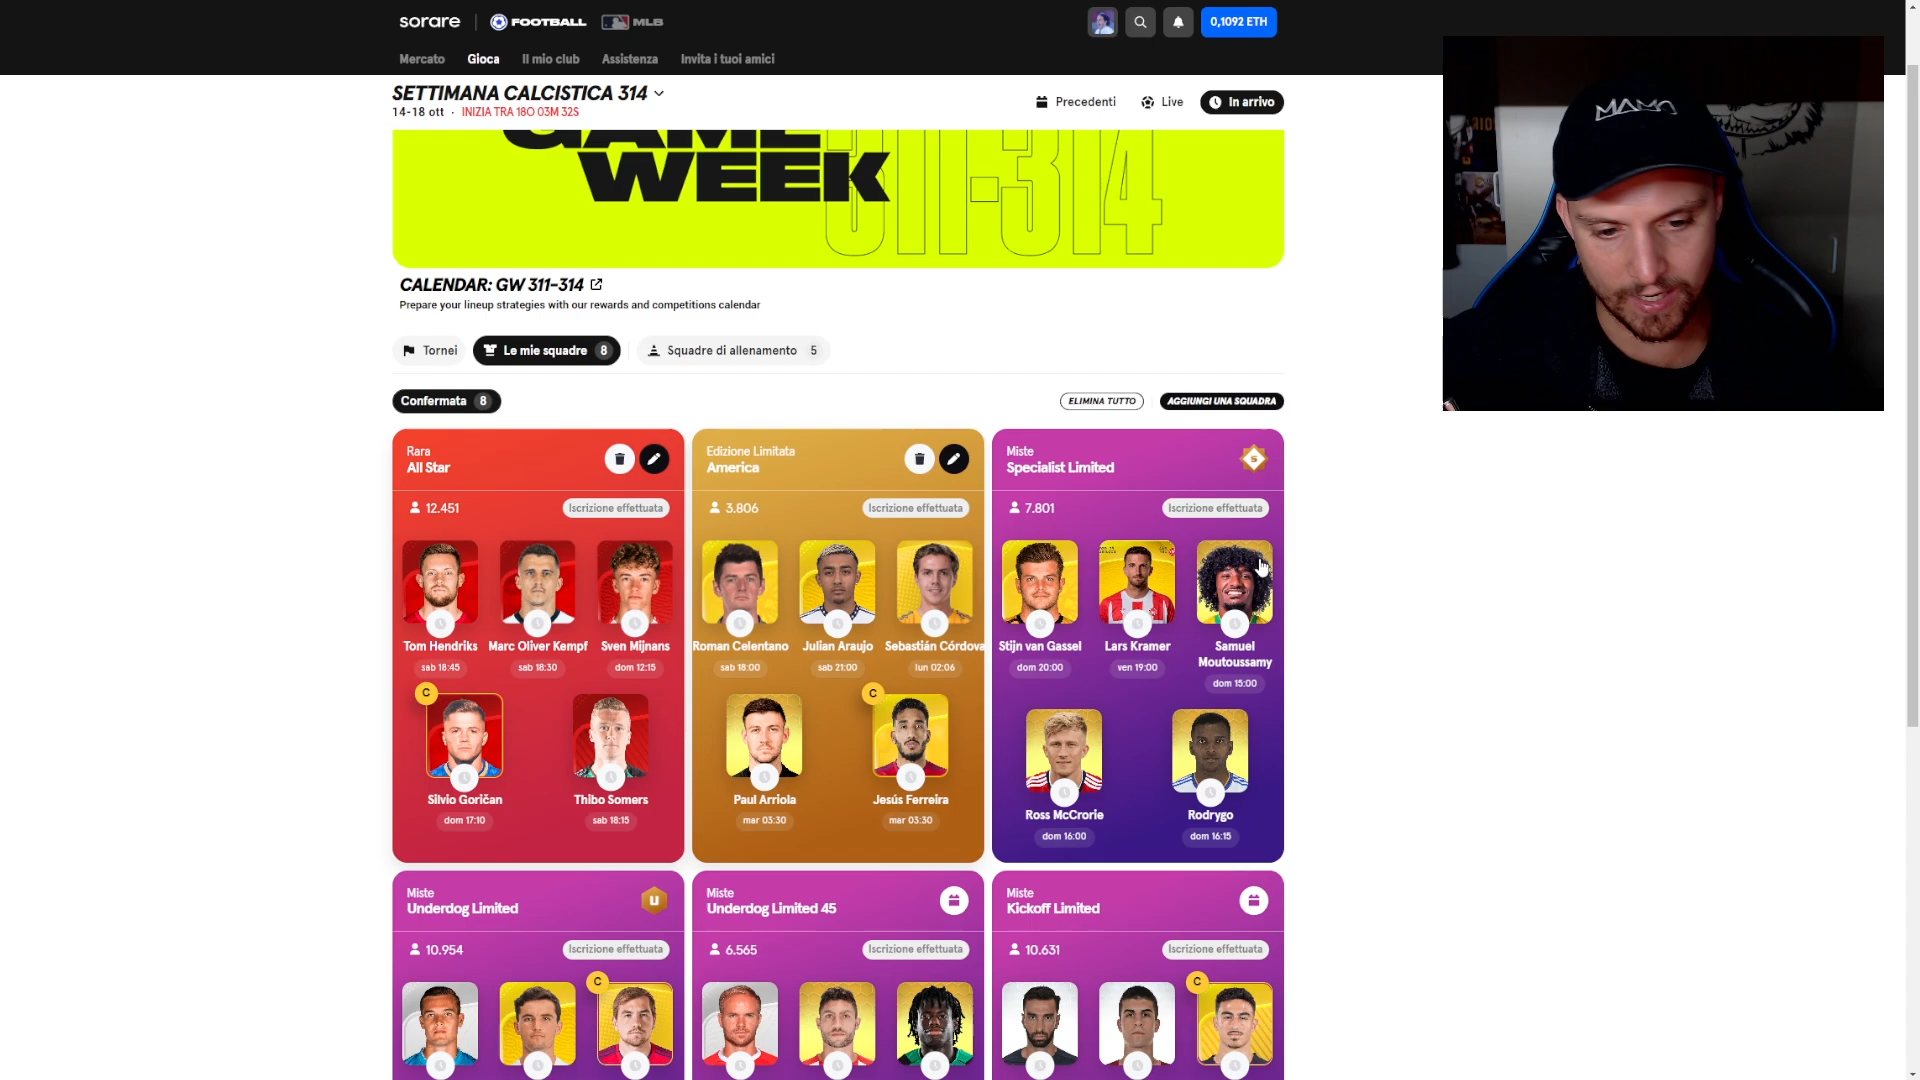 sorare
FOOTBALL
MLB
0,1092 ETH
Mercato
Gioca
Il mio club
Assistenza
Invita i tuoi amici
SETTIMANA CALCISTICA 314
14-18 ott · INIZIA TRA 18O 03M 32S
Precedenti
Live
In arrivo
GAME
WEEK
311-314
CALENDAR: GW 311-314
Prepare your lineup strategies with our rewards and competitions calendar
Tornei
Le mie squadre 8
Squadre di allenamento 5
Confermata 8
ELIMINA TUTTO
AGGIUNGI UNA SQUADRA
Rara
All Star
12.451
Iscrizione effettuata
Tom Hendriks
Marc Oliver Kempf
Sven Mijnans
sab 18:45
sab 18:30
dom 12:15
C
Silvio Goričan
Thibo Somers
dom 17:10
sab 18:15
Edizione Limitata
America
3.806
Iscrizione effettuata
Roman Celentano
Julian Araujo
Sebastián Córdova
sab 18:00
sab 21:00
lun 02:06
C
Paul Arriola
Jesús Ferreira
mar 03:30
mar 03:30
Miste
Specialist Limited
S
7.801
Iscrizione effettuata
Stijn van Gassel
Lars Kramer
Samuel
Moutoussamy
dom 20:00
ven 19:00
dom 15:00
Ross McCrorie
Rodrygo
dom 16:00
dom 16:15
Miste
Underdog Limited
U
10.954
Iscrizione effettuata
C
Miste
Underdog Limited 45
6.565
Iscrizione effettuata
Miste
Kickoff Limited
10.631
Iscrizione effettuata
C